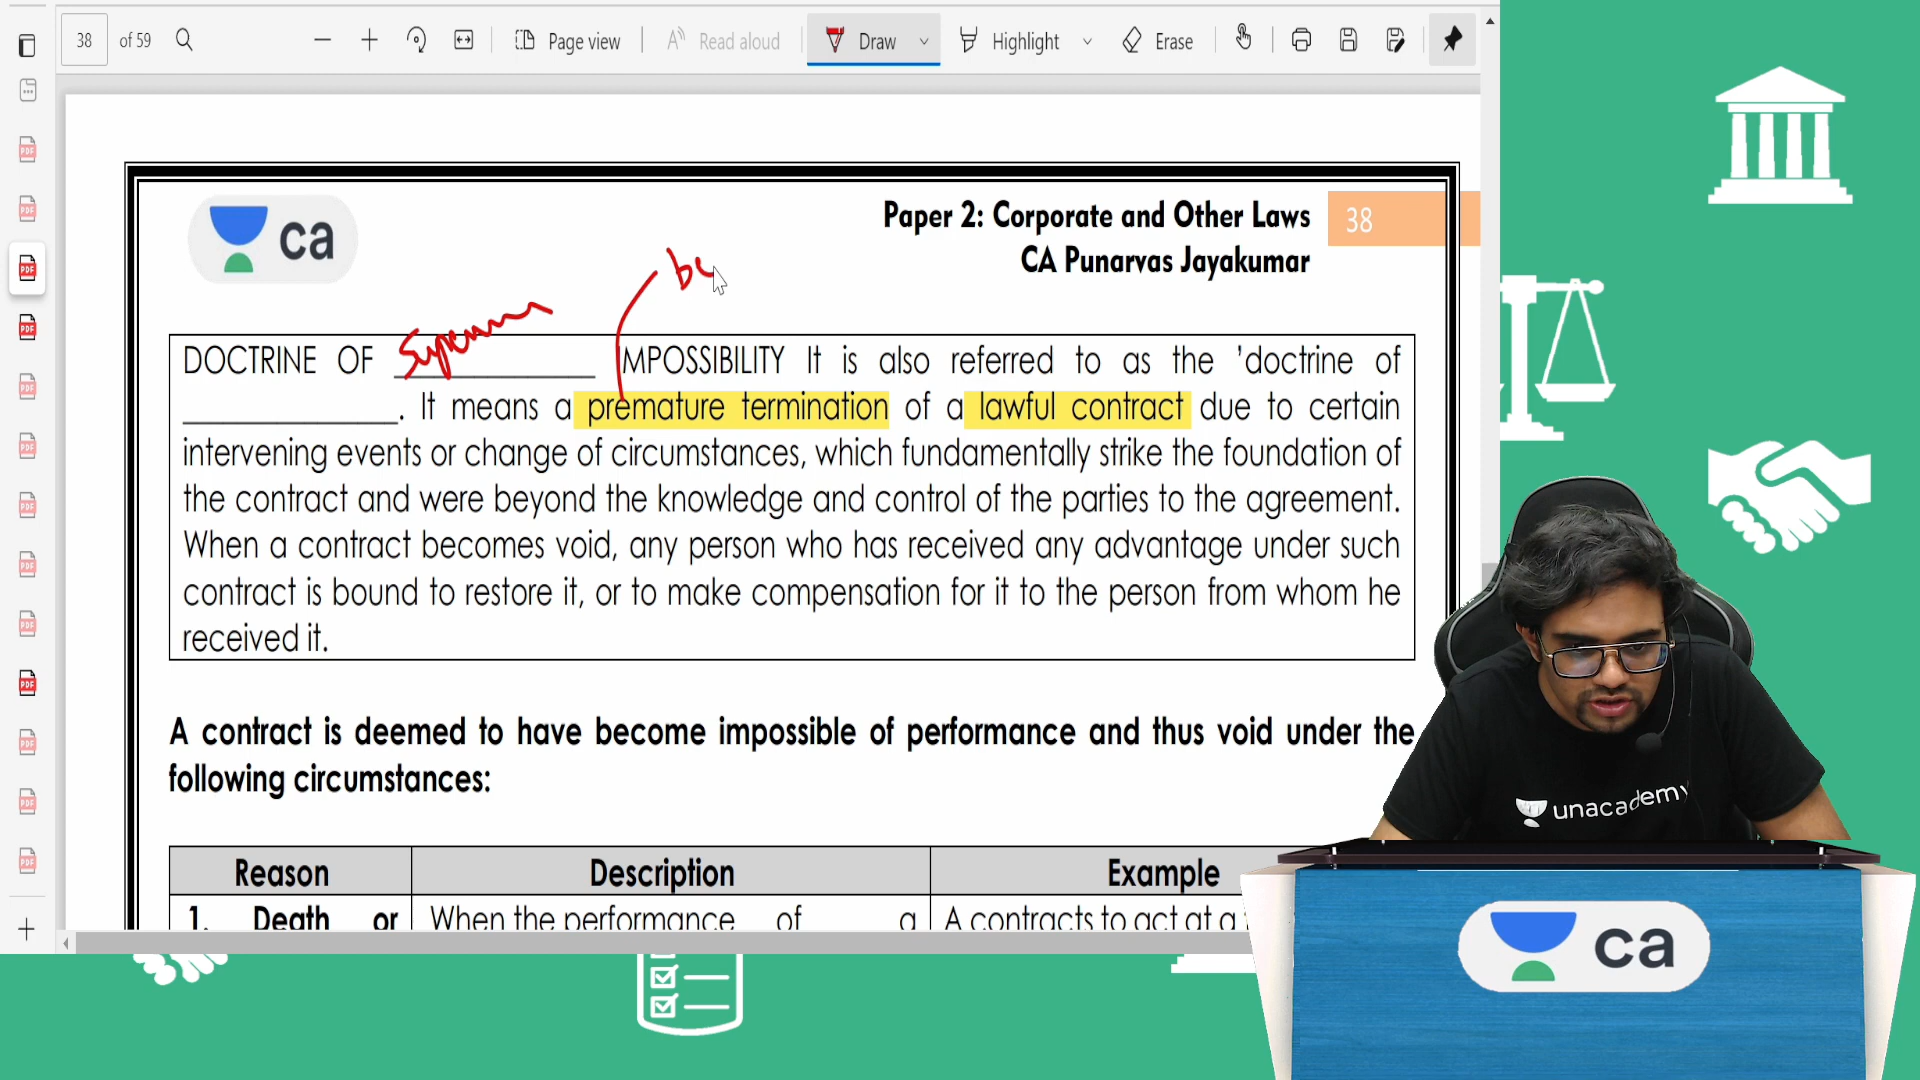 38 of 59 Page view Read aloud Draw Highlight Erase
ca
Paper 2: Corporate and Other Laws
38
CA Punarvas Jayakumar
be
DOCTRINE OF ________________ MPOSSIBILITY It is also referred to as the 'doctrine of
_________________. It means a premature termination of a lawful contract due to certain
intervening events or change of circumstances, which fundamentally strike the foundation of
the contract and were beyond the knowledge and control of the parties to the agreement.
When a contract becomes void, any person who has received any advantage under such
contract is bound to restore it, or to make compensation for it to the person from whom he
received it.
A contract is deemed to have become impossible of performance and thus void under the
following circumstances:
Reason Description Example
1. Death or When the performance of a A contracts to act at a
unacademy
ca